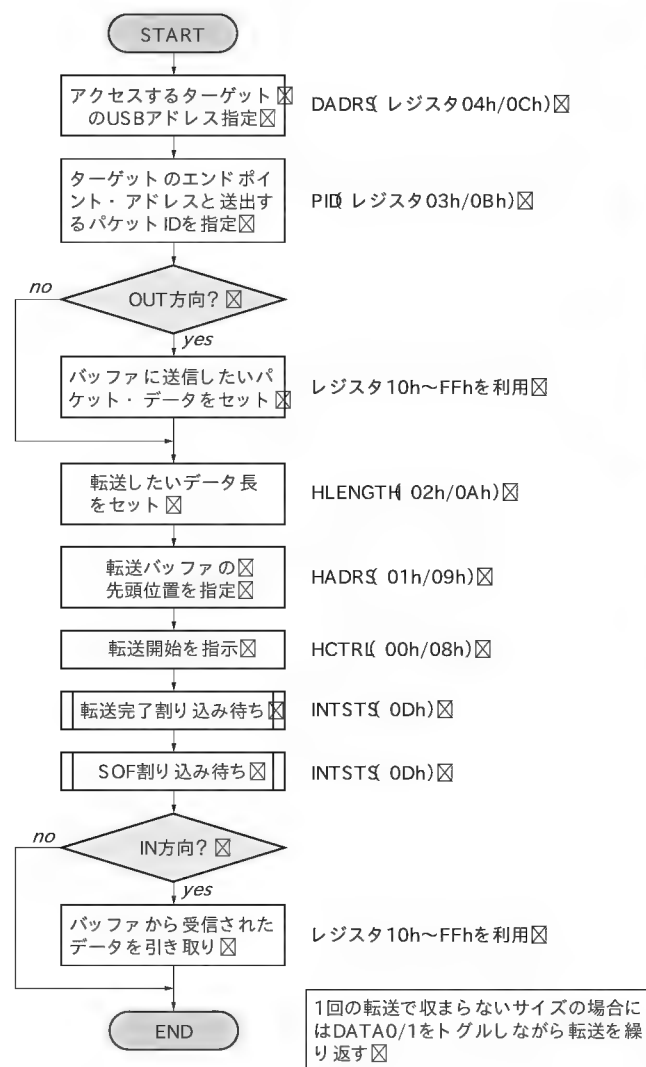 START
アクセスするターゲット
のUSBアドレス指定
DADRS( レジスタ04h/0Ch)
ターゲットのエンドポイ
ント・アドレスと送出す
るパケットIDを指定
PID( レジスタ03h/0Bh)
OUT方向?
no
yes
バッファに送信したいパ
ケット・データをセット
レジスタ10h〜FFhを利用
転送したいデータ長
をセット
HLENGTH( 02h/0Ah)
転送バッファの
先頭位置を指定
HADRS( 01h/09h)
転送開始を指示
HCTRL( 00h/08h)
転送完了割り込み待ち
INTSTS( 0Dh)
SOF割り込み待ち
INTSTS( 0Dh)
IN方向?
no
yes
バッファから受信された
データを引き取り
レジスタ10h〜FFhを利用
END
1回の転送で収まらないサイズの場合に
はDATA0/1をトグルしながら転送を繰
り返す